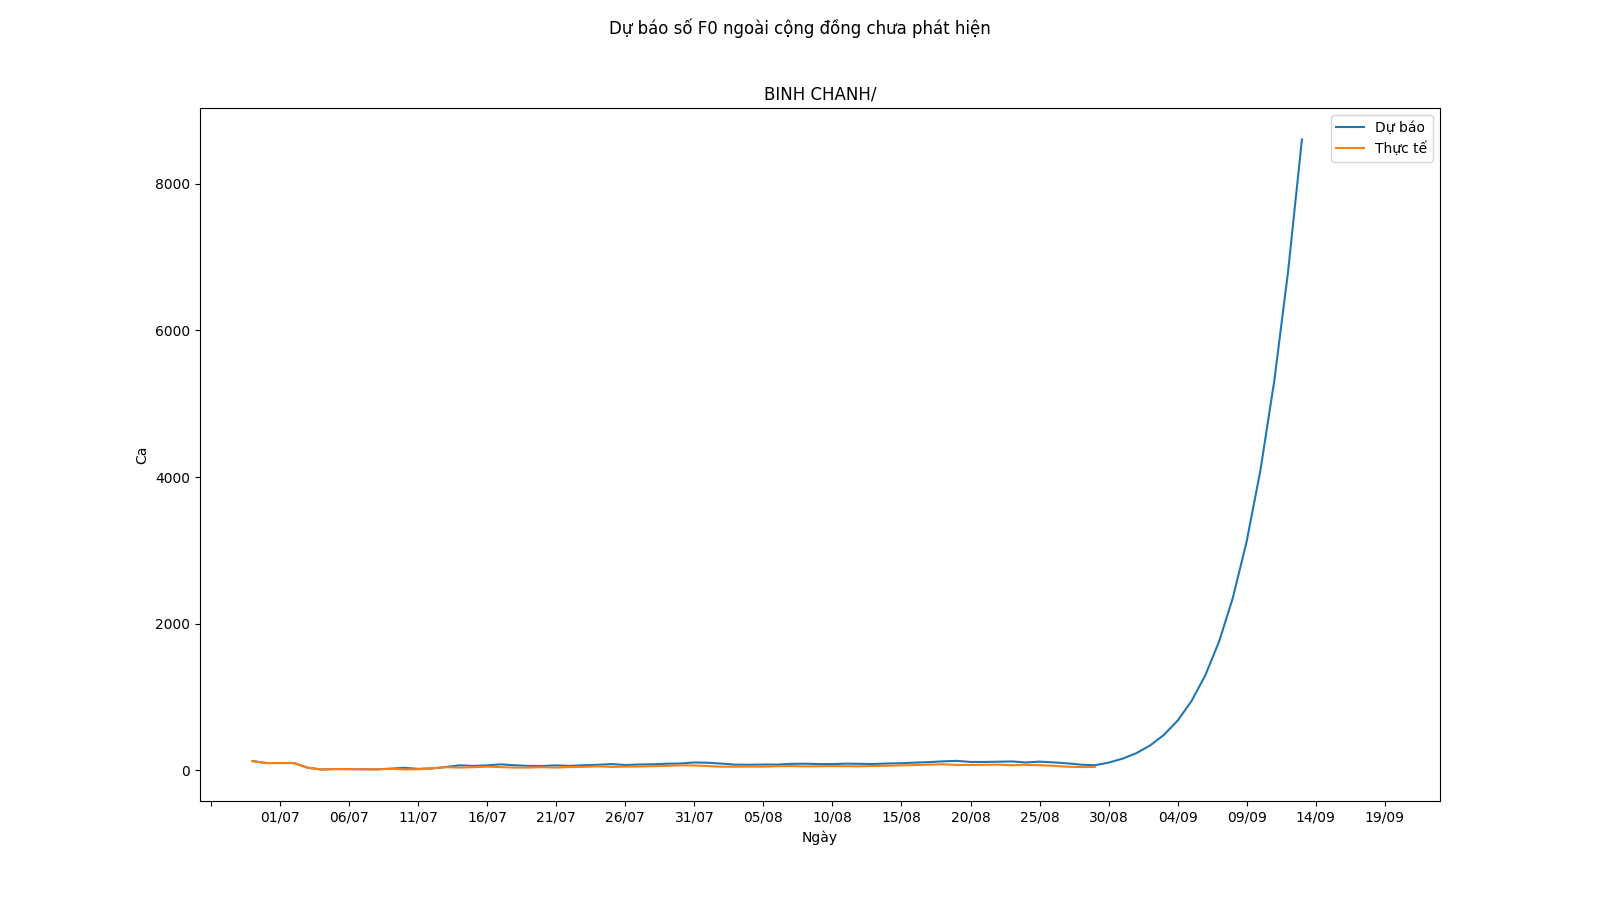 Dự báo số F0 ngoài cộng đồng chưa phát hiện
BINH CHANH/
Dự báo
Thực tế
8000
6000
4000
2000
0
Ca
01/07 06/07 11/07 16/07 21/07 26/07 31/07 05/08 10/08 15/08 20/08 25/08 30/08 04/09 09/09 14/09 19/09
Ngày